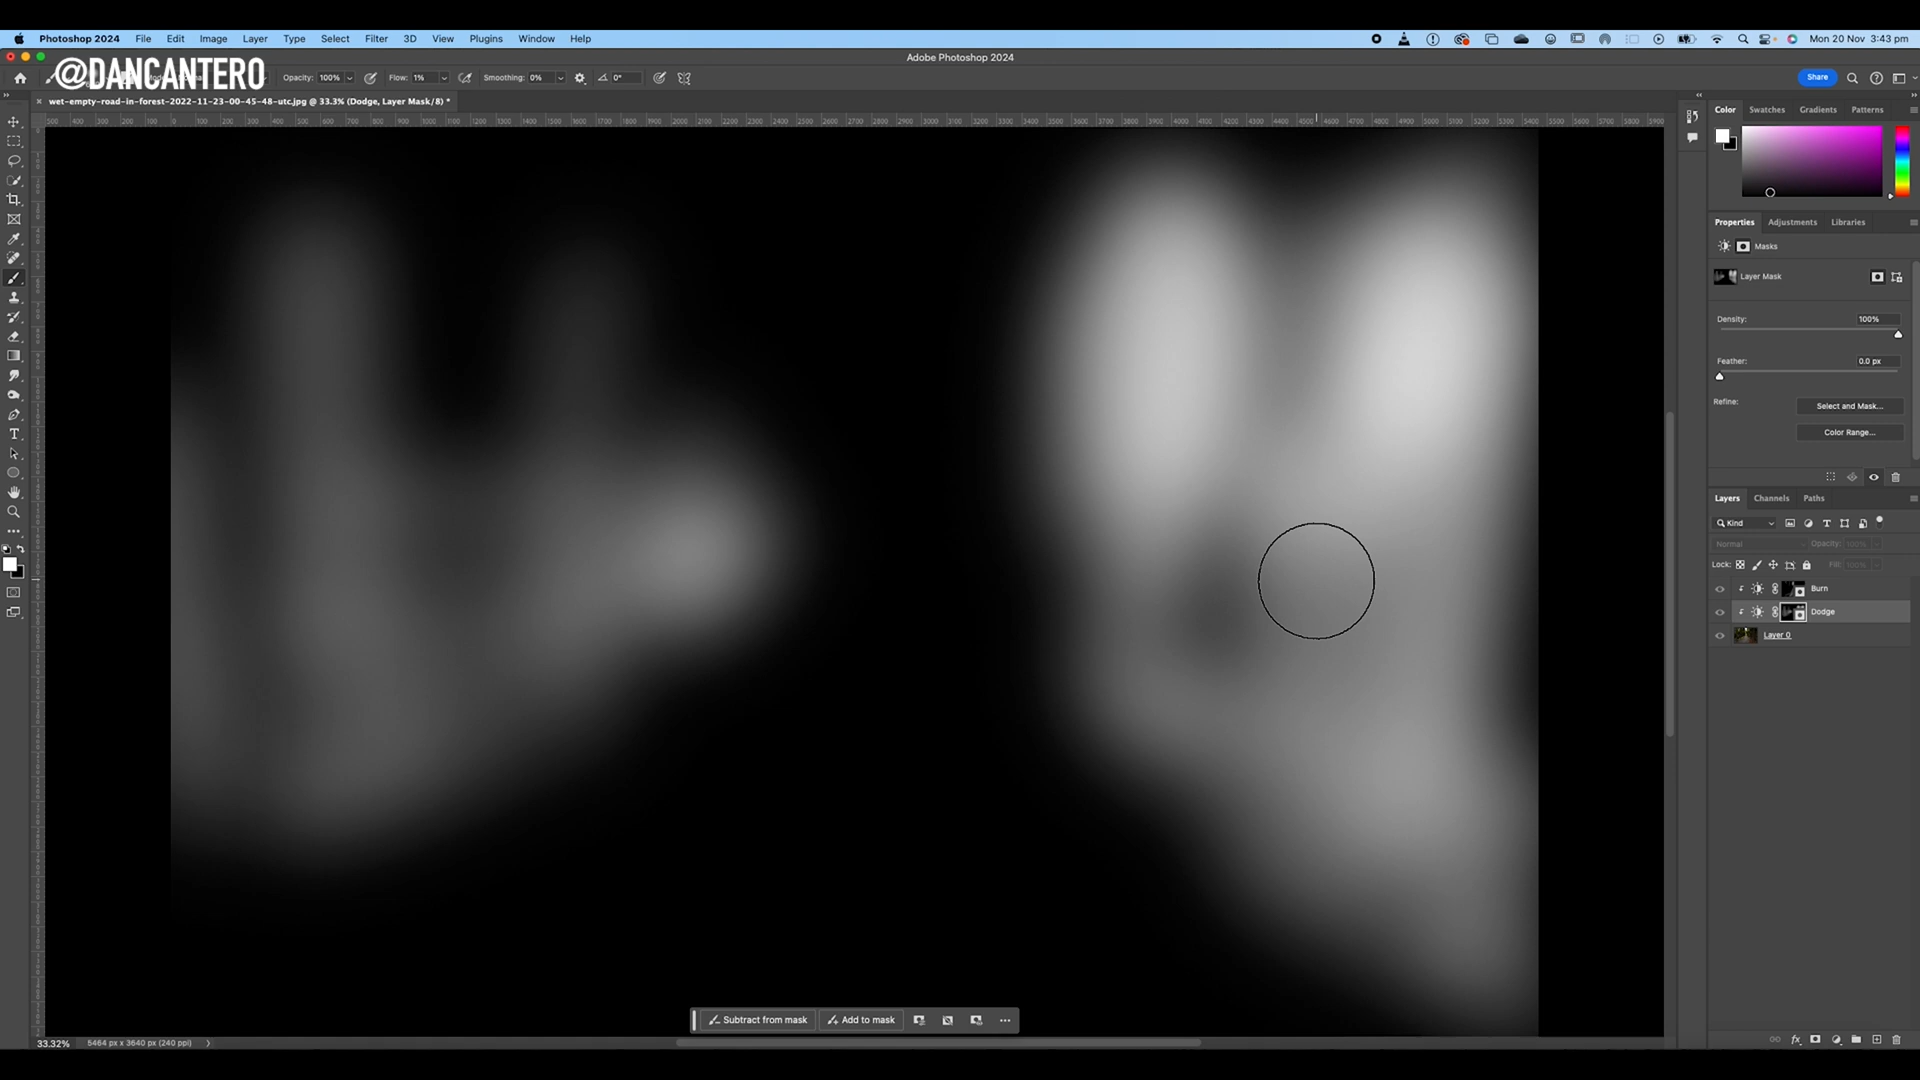 Photoshop 2024 File Edit Image Layer Type Select Filter 3D View Plugins Window Help Mon 20 Nov 3:43 pm
Adobe Photoshop 2024
@DANCANTERO
Opacity: 100% Flow: 1% Smoothing: 0% 0° Share
wet-empty-road-in-forest-2022-11-23-00-45-48-utc.jpg @ 33.3% (Dodge, Layer Mask/8) *
Color Swatches Gradients Patterns
Properties Adjustments Libraries
Masks
Layer Mask
Density: 100%
Feather: 0.0 px
Refine: Select and Mask...
Color Range...
Layers Channels Paths
Kind
Normal Opacity: 100%
Lock: Fill: 100%
Burn
Dodge
Layer 0
Subtract from mask Add to mask
33.32% 5464 px x 3640 px (240 ppi)